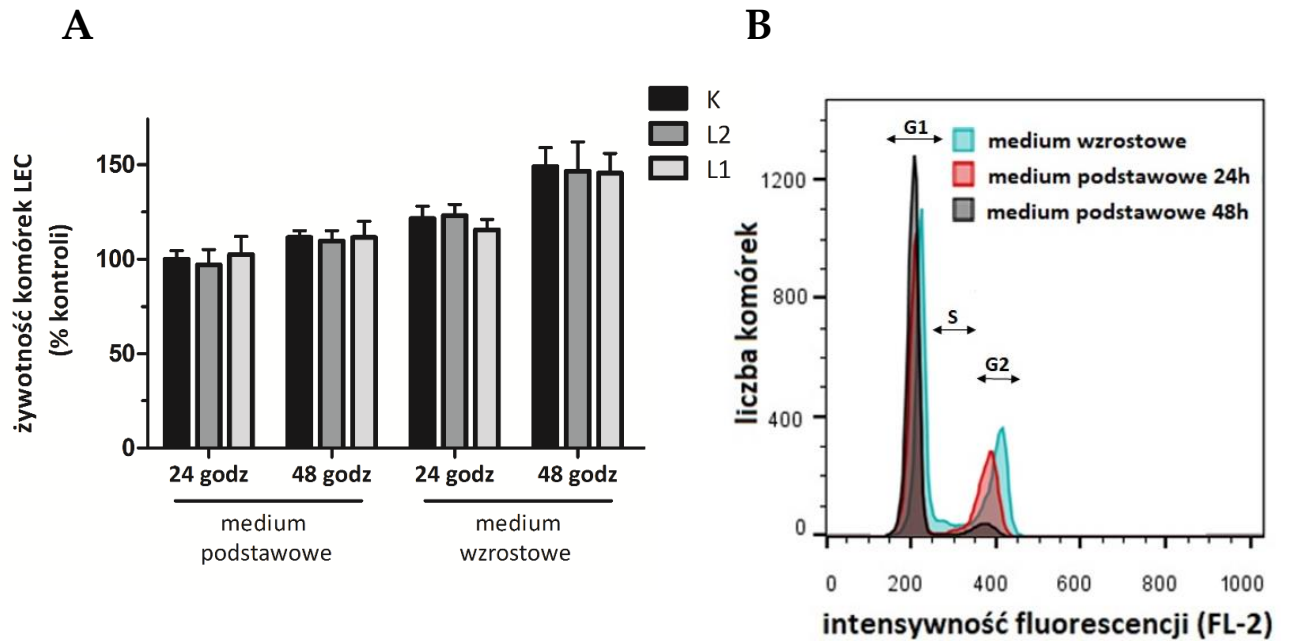 A
B
K
L2
L1
żywotność komórek LEC
(% kontroli)
150
100
50
0
24 godz
48 godz
24 godz
48 godz
medium
podstawowe
medium
wzrostowe
G1
S
G2
medium wzrostowe
medium podstawowe 24h
medium podstawowe 48h
liczba komórek
1200
800
400
0
0
200
400
600
800
1000
intensywność fluorescencji (FL-2)